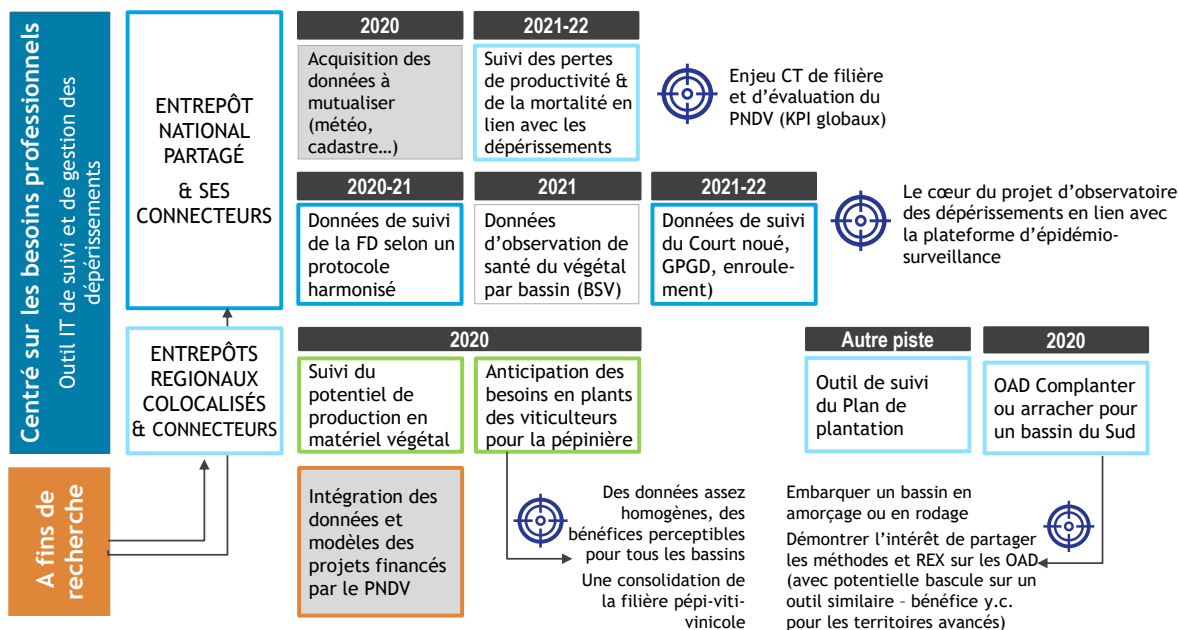 Centré sur les besoins professionnels
Outil IT de suivi et de gestion des
dépérissements
ENTREPÔT
NATIONAL
PARTAGÉ
& SES
CONNECTEURS
2020
Acquisition des
données à
mutualiser
(météo,
cadastre…)
2021-22
Suivi des pertes
de productivité &
de la mortalité en
lien avec les
dépérissements
Enjeu CT de filière
et d’évaluation du
PNDV (KPI globaux)
2020-21
Données de suivi
de la FD selon un
protocole
harmonisé
2021
Données
d’observation de
santé du végétal
par bassin (BSV)
2021-22
Données de suivi
du Court noué,
GPGD, enroule-
ment)
Le cœur du projet d’observatoire
des dépérissements en lien avec
la plateforme d’épidémio-
surveillance
ENTREPÔTS
REGIONAUX
COLOCALISÉS
& CONNECTEURS
2020
Suivi du
potentiel de
production en
matériel végétal
Anticipation des
besoins en plants
des viticulteurs
pour la pépinière
Autre piste
Outil de suivi
du Plan de
plantation
2020
OAD Complanter
ou arracher pour
un bassin du Sud
A fins de
recherche
Intégration des
données et
modèles des
projets financés
par le PNDV
Des données assez
homogènes, des
bénéfices perceptibles
pour tous les bassins
Une consolidation de
la filière pépi-viti-
vinicole
Embarquer un bassin en
amorçage ou en rodage
Démontrer l’intérêt de partager
les méthodes et REX sur les OAD
(avec potentielle bascule sur un
outil similaire – bénéfice y.c.
pour les territoires avancés)